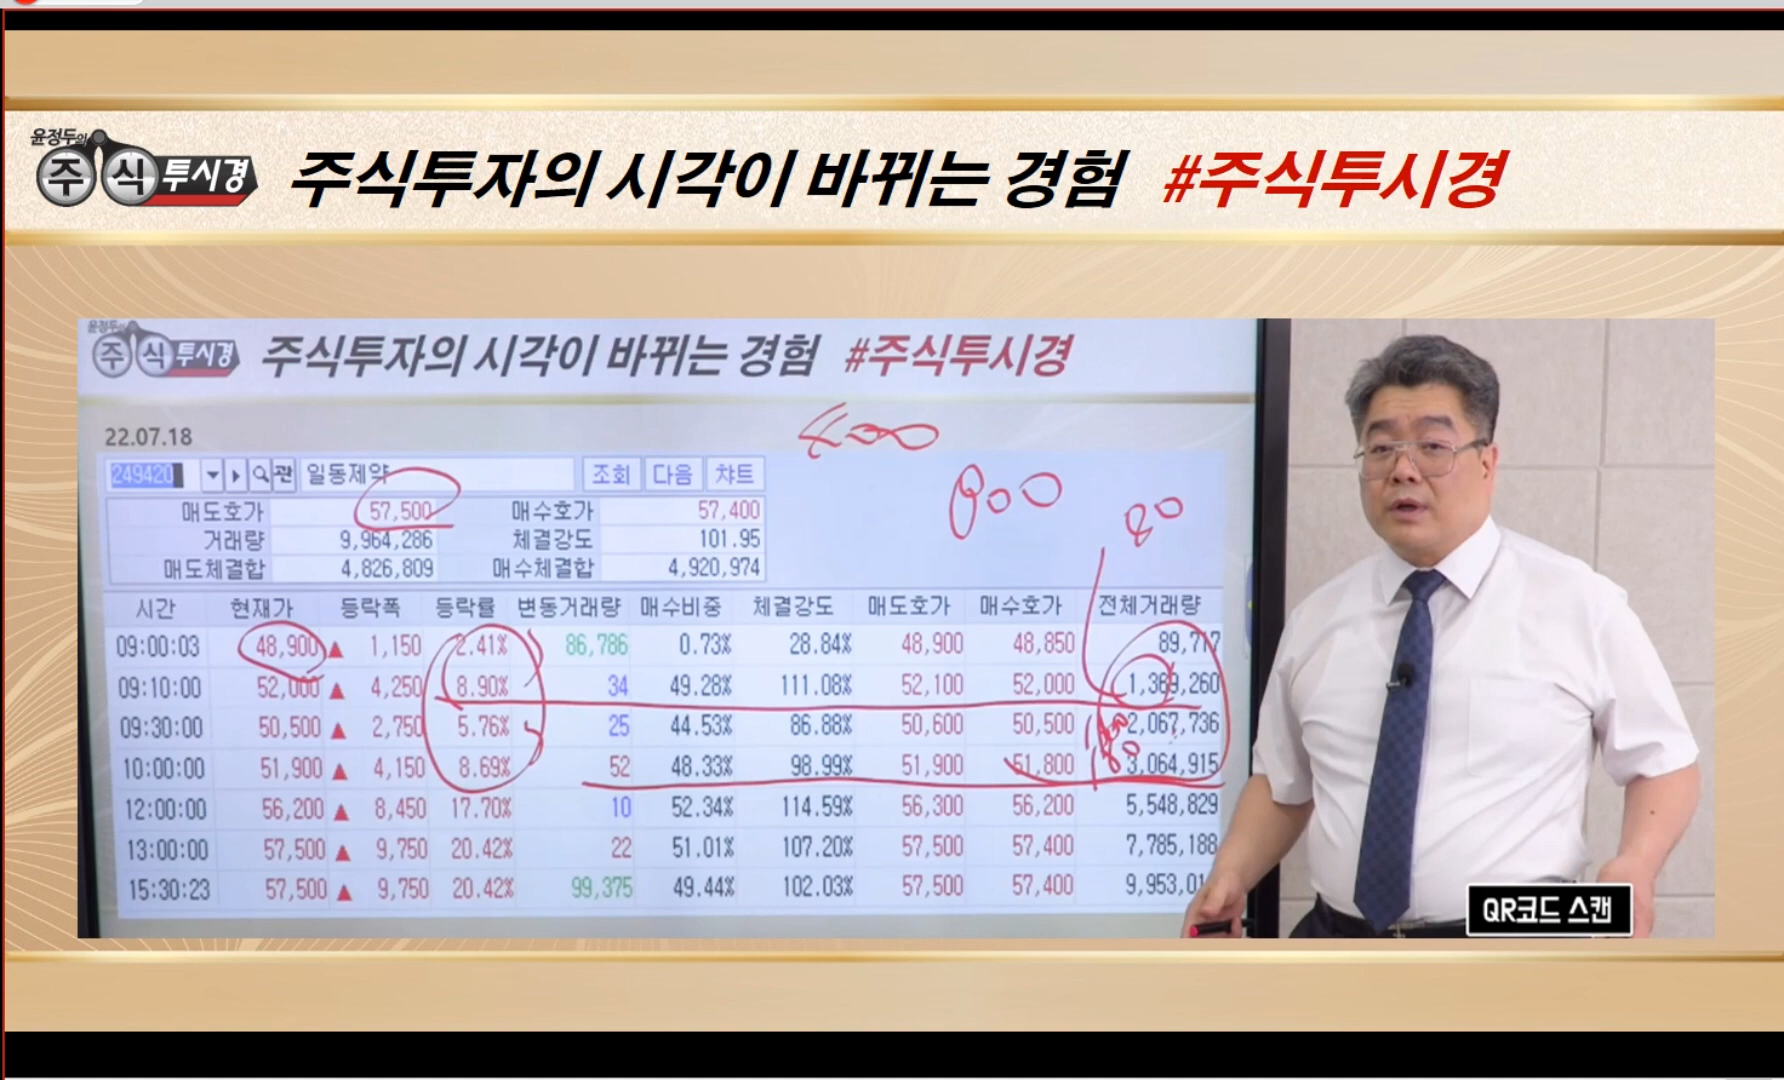 윤정두의
주식투시경 주식투자의 시각이 바뀌는 경험 #주식투시경
윤정두의
주식투시경 주식투자의 시각이 바뀌는 경험 #주식투시경
22.07.18
249420 관 일동제약 조회 다음 챠트
매도호가 57,500 매수호가 57,400
거래량 9,964,286 체결강도 101.95
매도체결합 4,826,809 매수체결합 4,920,974
800
80
시간 현재가 등락폭 등락률 변동거래량 매수비중 체결강도 매도호가 매수호가 전체거래량
09:00:03 48,900 ▲ 1,150 2.41% 86,786 0.73% 28.84% 48,900 48,850 89,717
09:10:00 52,000 ▲ 4,250 8.90% 34 49.28% 111.08% 52,100 52,000 1,369,260
09:30:00 50,500 ▲ 2,750 5.76% 25 44.53% 86.88% 50,600 50,500 2,067,736
10:00:00 51,900 ▲ 4,150 8.69% 52 48.33% 98.99% 51,900 51,800 3,064,915
12:00:00 56,200 ▲ 8,450 17.70% 10 52.34% 114.59% 56,300 56,200 5,548,829
13:00:00 57,500 ▲ 9,750 20.42% 22 51.01% 107.20% 57,500 57,400 7,785,188
15:30:23 57,500 ▲ 9,750 20.42% 99,375 49.44% 102.03% 57,500 57,400
QR코드 스캔